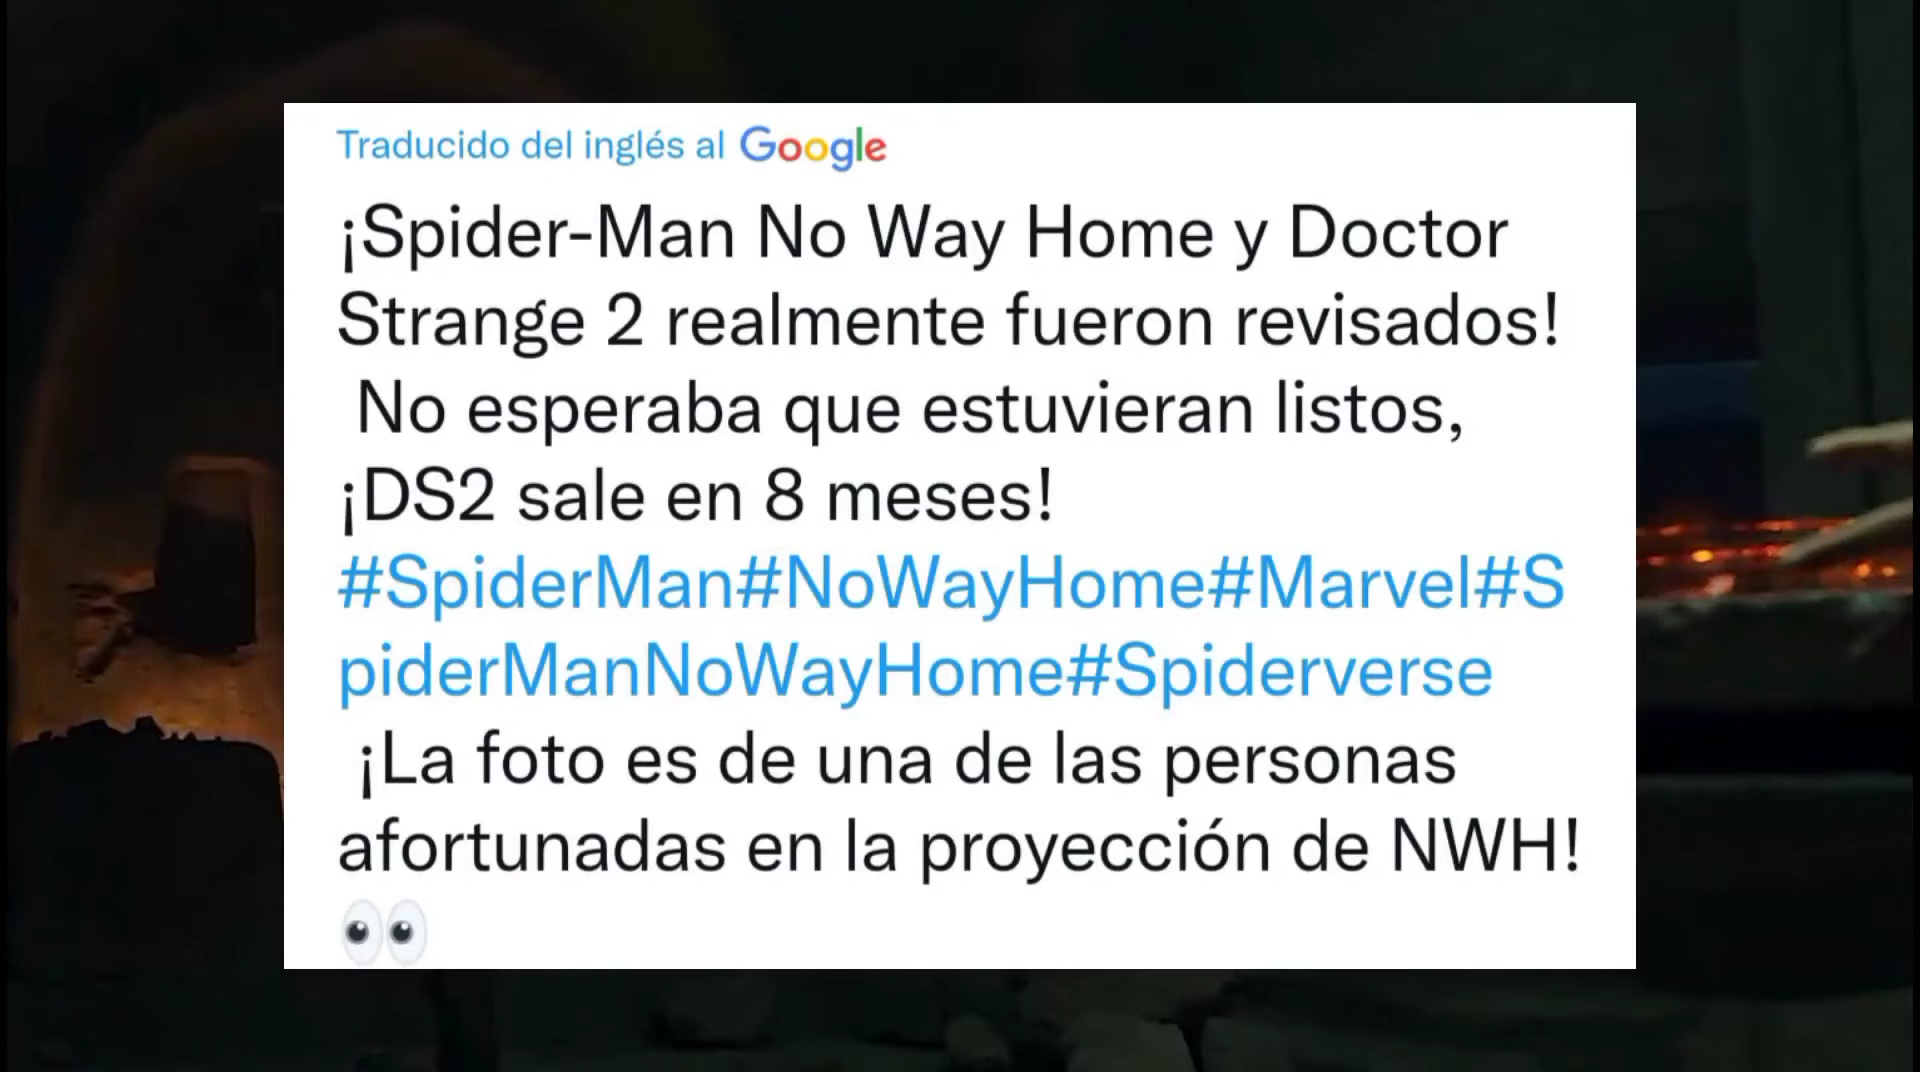 Traducido del inglés al Google
¡Spider-Man No Way Home y Doctor
Strange 2 realmente fueron revisados!
No esperaba que estuvieran listos,
¡DS2 sale en 8 meses!
#SpiderMan#NoWayHome#Marvel#S
piderManNoWayHome#Spiderverse
¡La foto es de una de las personas
afortunadas en la proyección de NWH!
👀